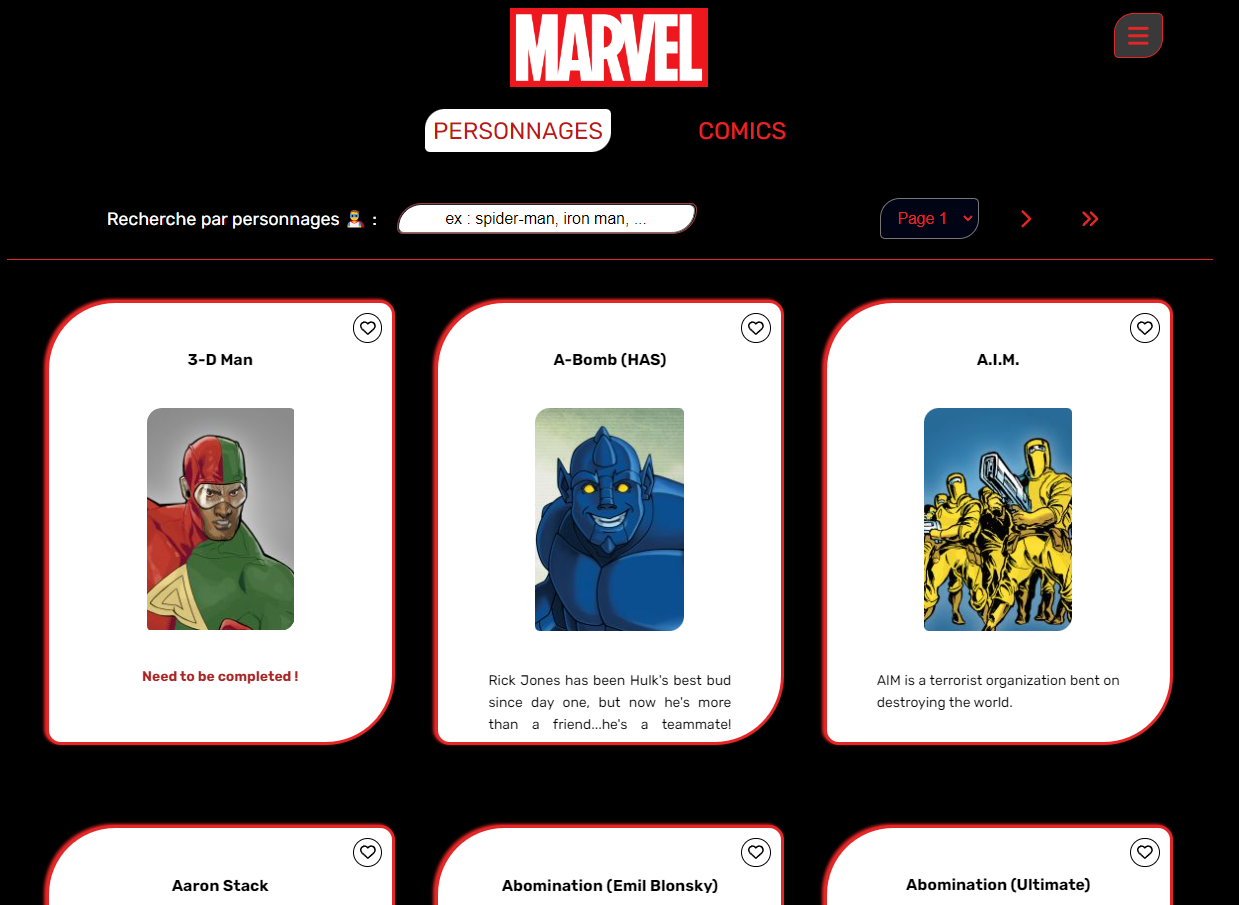 MARVEL
PERSONNAGES
COMICS
Recherche par personnages 👨‍🎤 :
ex : spider-man, iron man, ...
Page 1
3-D Man
Need to be completed !
A-Bomb (HAS)
Rick Jones has been Hulk's best bud
since day one, but now he's more
than a friend...he's a teammate!
A.I.M.
AIM is a terrorist organization bent on
destroying the world.
Aaron Stack
Abomination (Emil Blonsky)
Abomination (Ultimate)